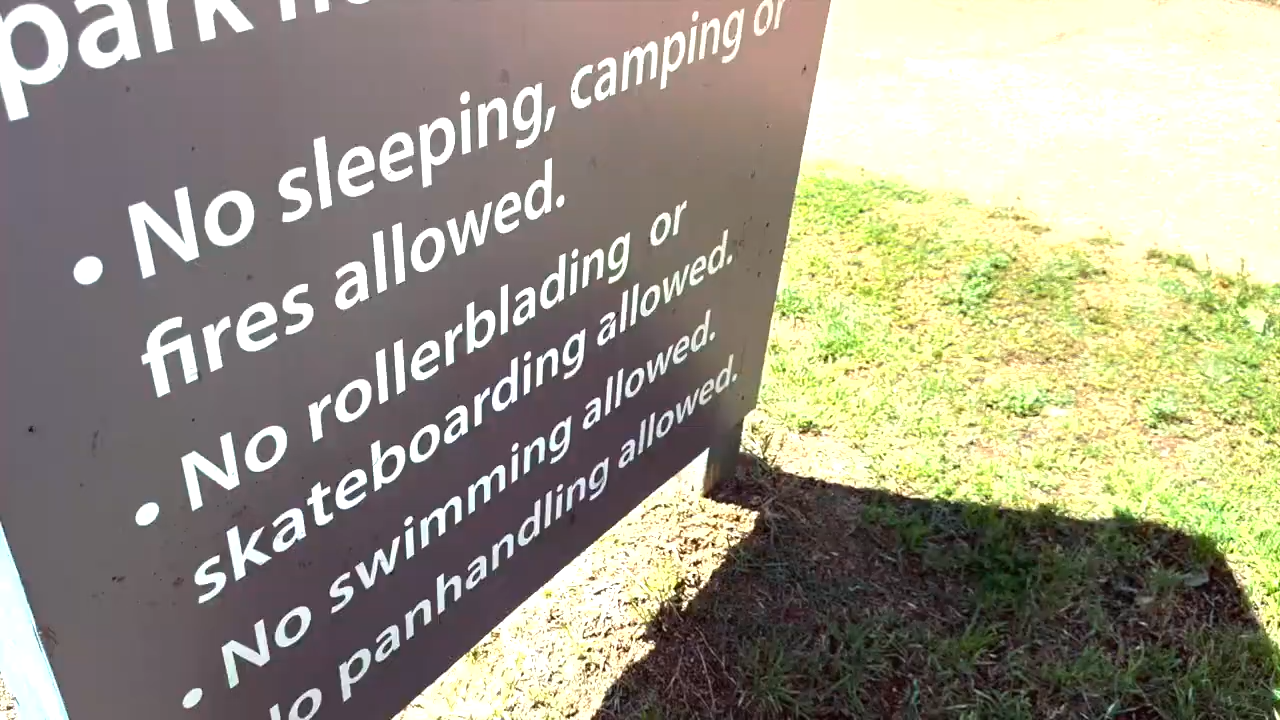 park
• No sleeping, camping or
fires allowed.
• No rollerblading or
skateboarding allowed.
• No swimming allowed.
No panhandling allowed.